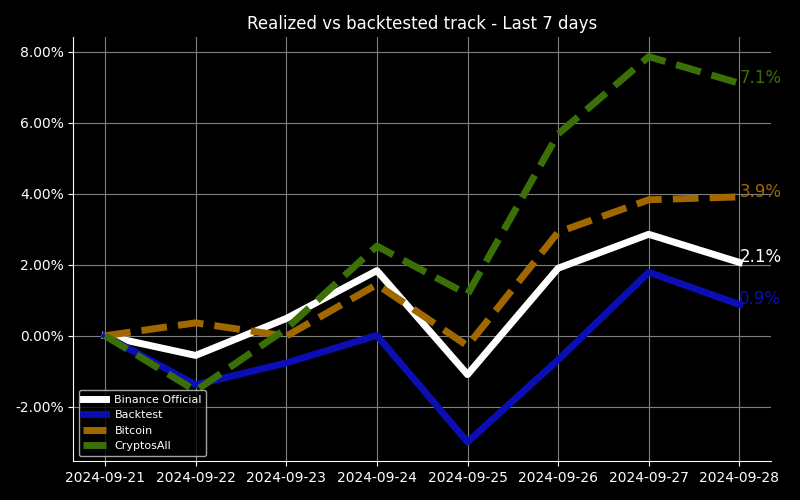 Realized vs backtested track - Last 7 days
8.00%
6.00%
4.00%
2.00%
0.00%
-2.00%
7.1%
3.9%
2.1%
0.9%
Binance Official
Backtest
Bitcoin
CryptosAll
2024-09-21 2024-09-22 2024-09-23 2024-09-24 2024-09-25 2024-09-26 2024-09-27 2024-09-28